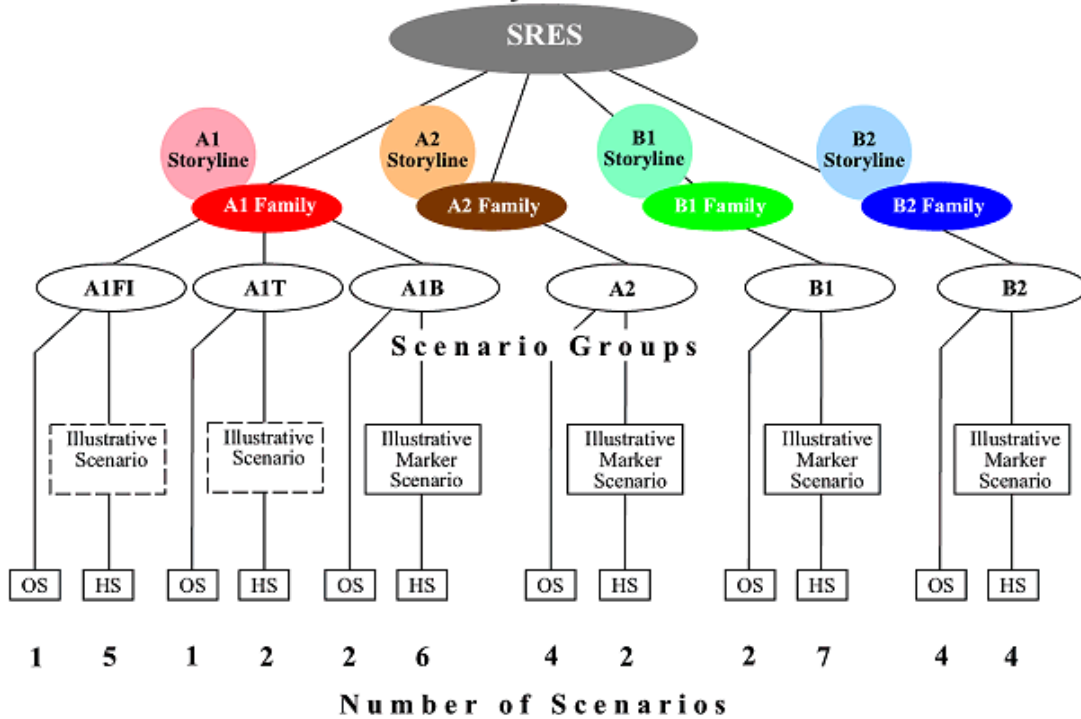 SRES
A1
Storyline
A2
Storyline
B1
Storyline
B2
Storyline
A1 Family
A2 Family
B1 Family
B2 Family
A1FI
A1T
A1B
A2
B1
B2
Scenario Groups
Illustrative
Scenario
Illustrative
Scenario
Illustrative
Marker
Scenario
Illustrative
Marker
Scenario
Illustrative
Marker
Scenario
Illustrative
Marker
Scenario
OS HS OS HS OS HS OS HS OS HS OS HS
1 5 1 2 2 6 4 2 2 7 4 4
Number of Scenarios